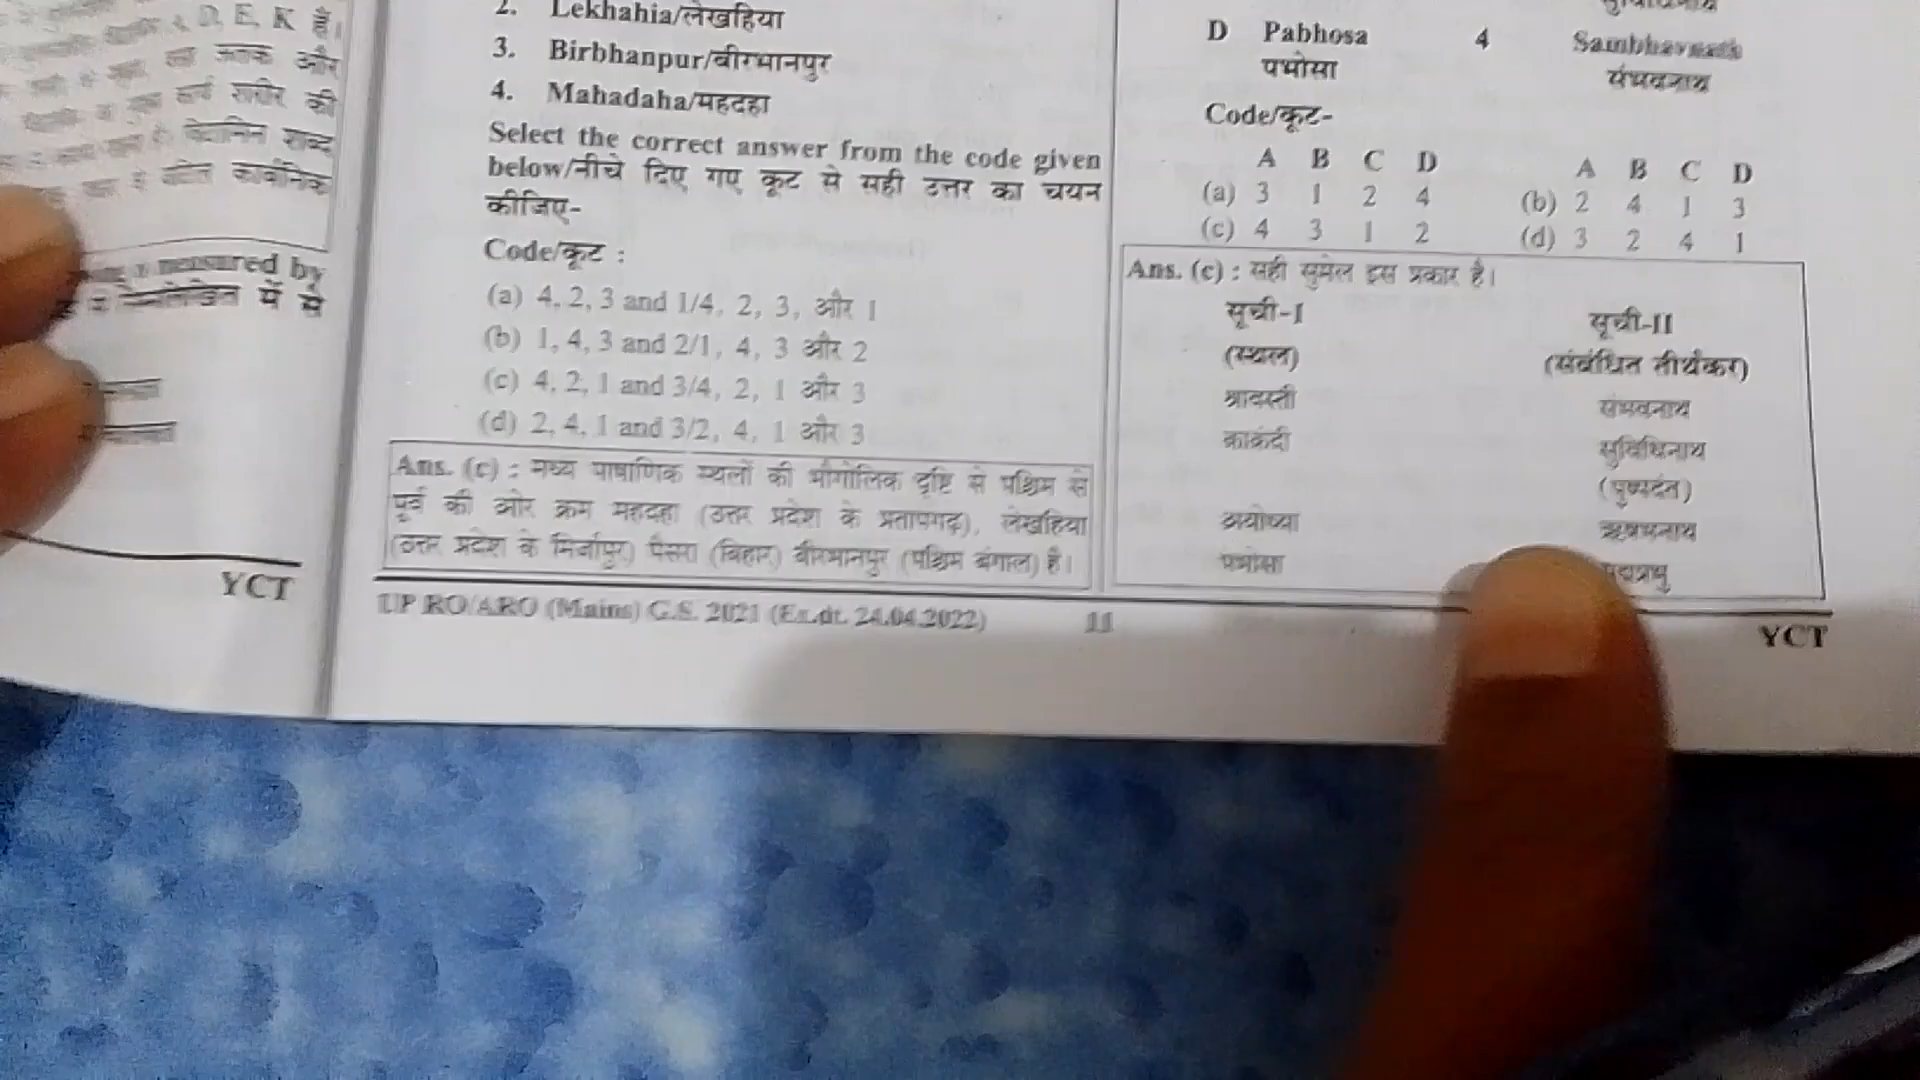 D, E, K है।
और
शरीर की
शब्द
कार्बनिक
measured by
में से
YCT
2. Lekhahia/लेखहिया
3. Birbhanpur/बीरभानपुर
4. Mahadaha/महदहा
Select the correct answer from the code given
below/नीचे दिए गए कूट से सही उत्तर का चयन
कीजिए-
Code/कूट :
(a) 4, 2, 3 and 1/4, 2, 3, और 1
(b) 1, 4, 3 and 2/1, 4, 3 और 2
(c) 4, 2, 1 and 3/4, 2, 1 और 3
(d) 2, 4, 1 and 3/2, 4, 1 और 3
Ans. (c) : मध्य पाषाणिक स्थलों की भौगोलिक दृष्टि से पश्चिम से
पूर्व की ओर क्रम महदहा (उत्तर प्रदेश के प्रतापगढ़), लेखहिया
(उत्तर प्रदेश के मिर्जापुर) पैसरा (बिहार) बीरभानपुर (पश्चिम बंगाल) है।
D Pabhosa 4 Sambhavnath
पभोसा संभवनाथ
Code/कूट-
A B C D A B C D
(a) 3 1 2 4 (b) 2 4 1 3
(c) 4 3 1 2 (d) 3 2 4 1
Ans. (c) : सही सुमेल इस प्रकार है।
सूची-I सूची-II
(स्थल) (संबंधित तीर्थंकर)
श्रावस्ती संभवनाथ
काकंदी सुविधिनाथ
(पुष्पदंत)
अयोध्या ऋषभनाथ
पभोसा
UP RO/ARO (Mains) G.S. 2021 (Ex.dt. 24.04.2022) 11 YCT